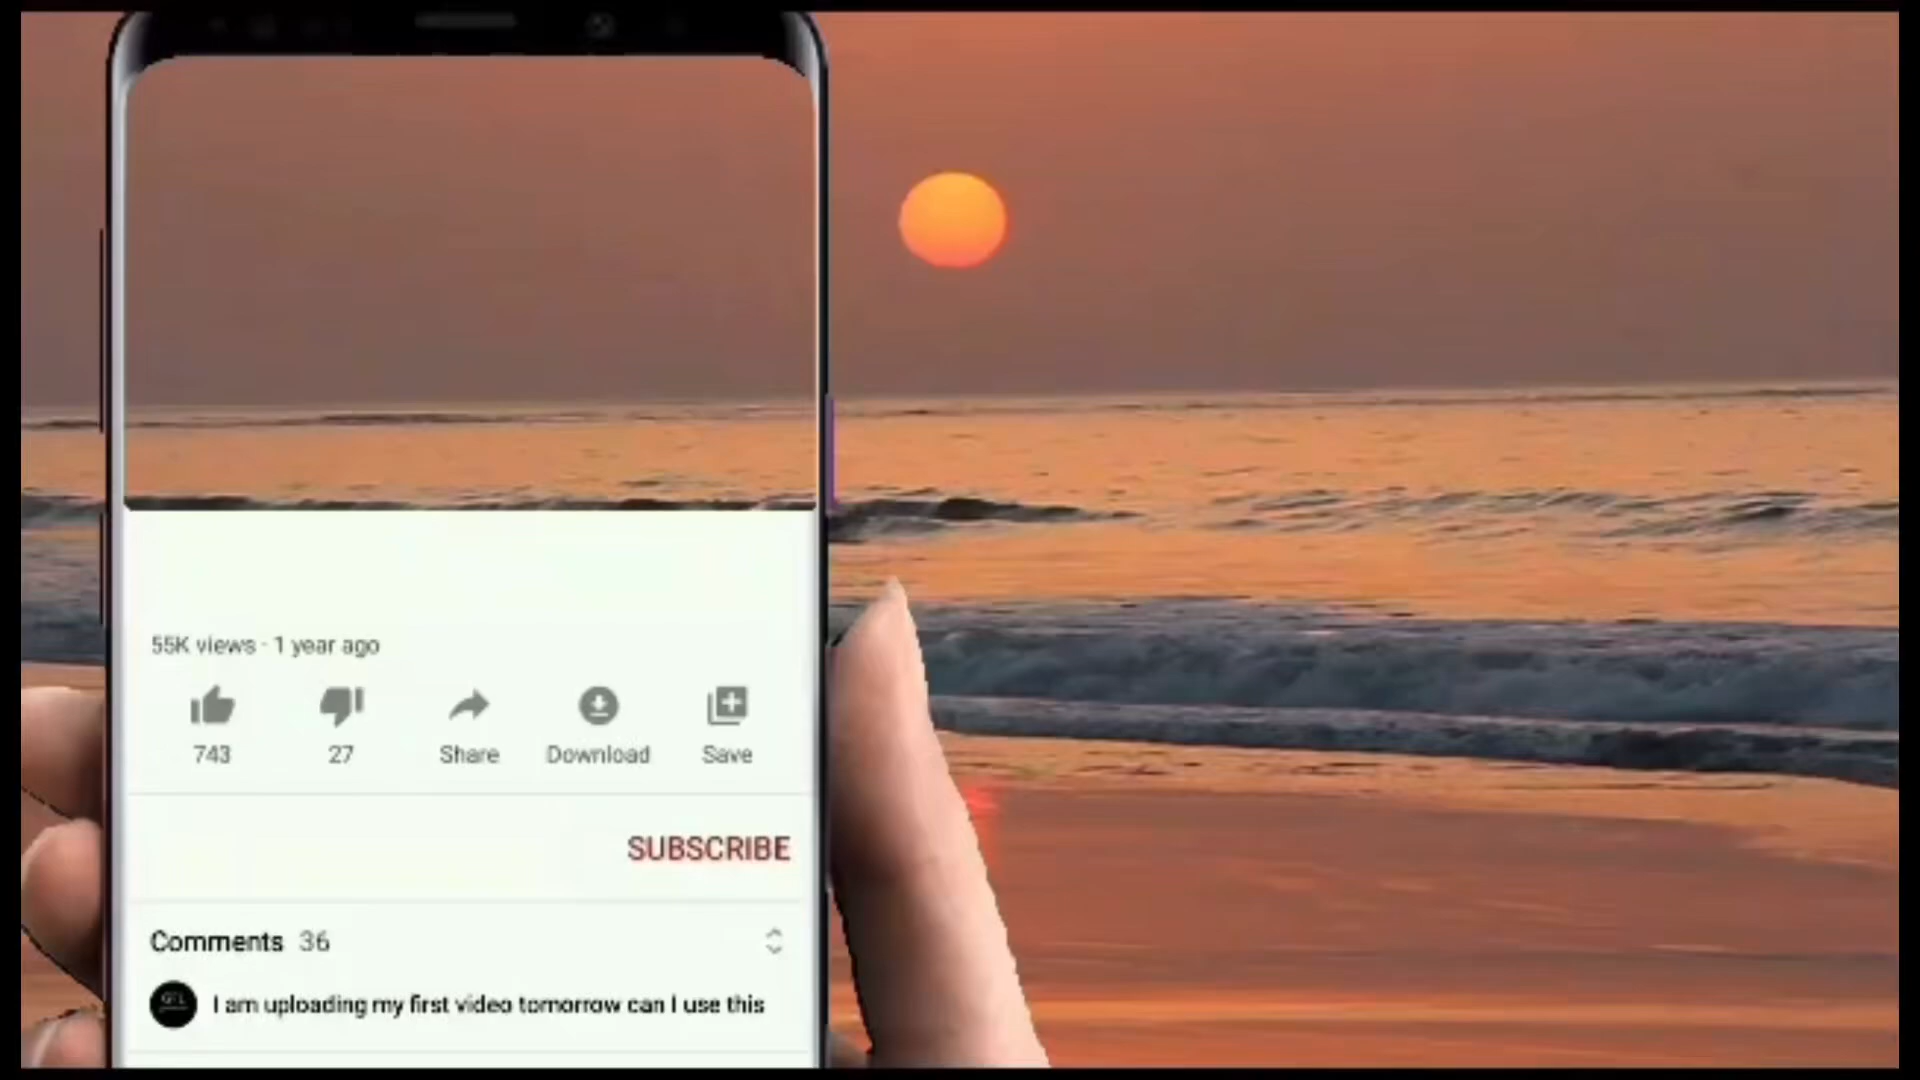 55K views · 1 year ago
743
27
Share
Download
Save
SUBSCRIBE
Comments 36
I am uploading my first video tomorrow can I use this